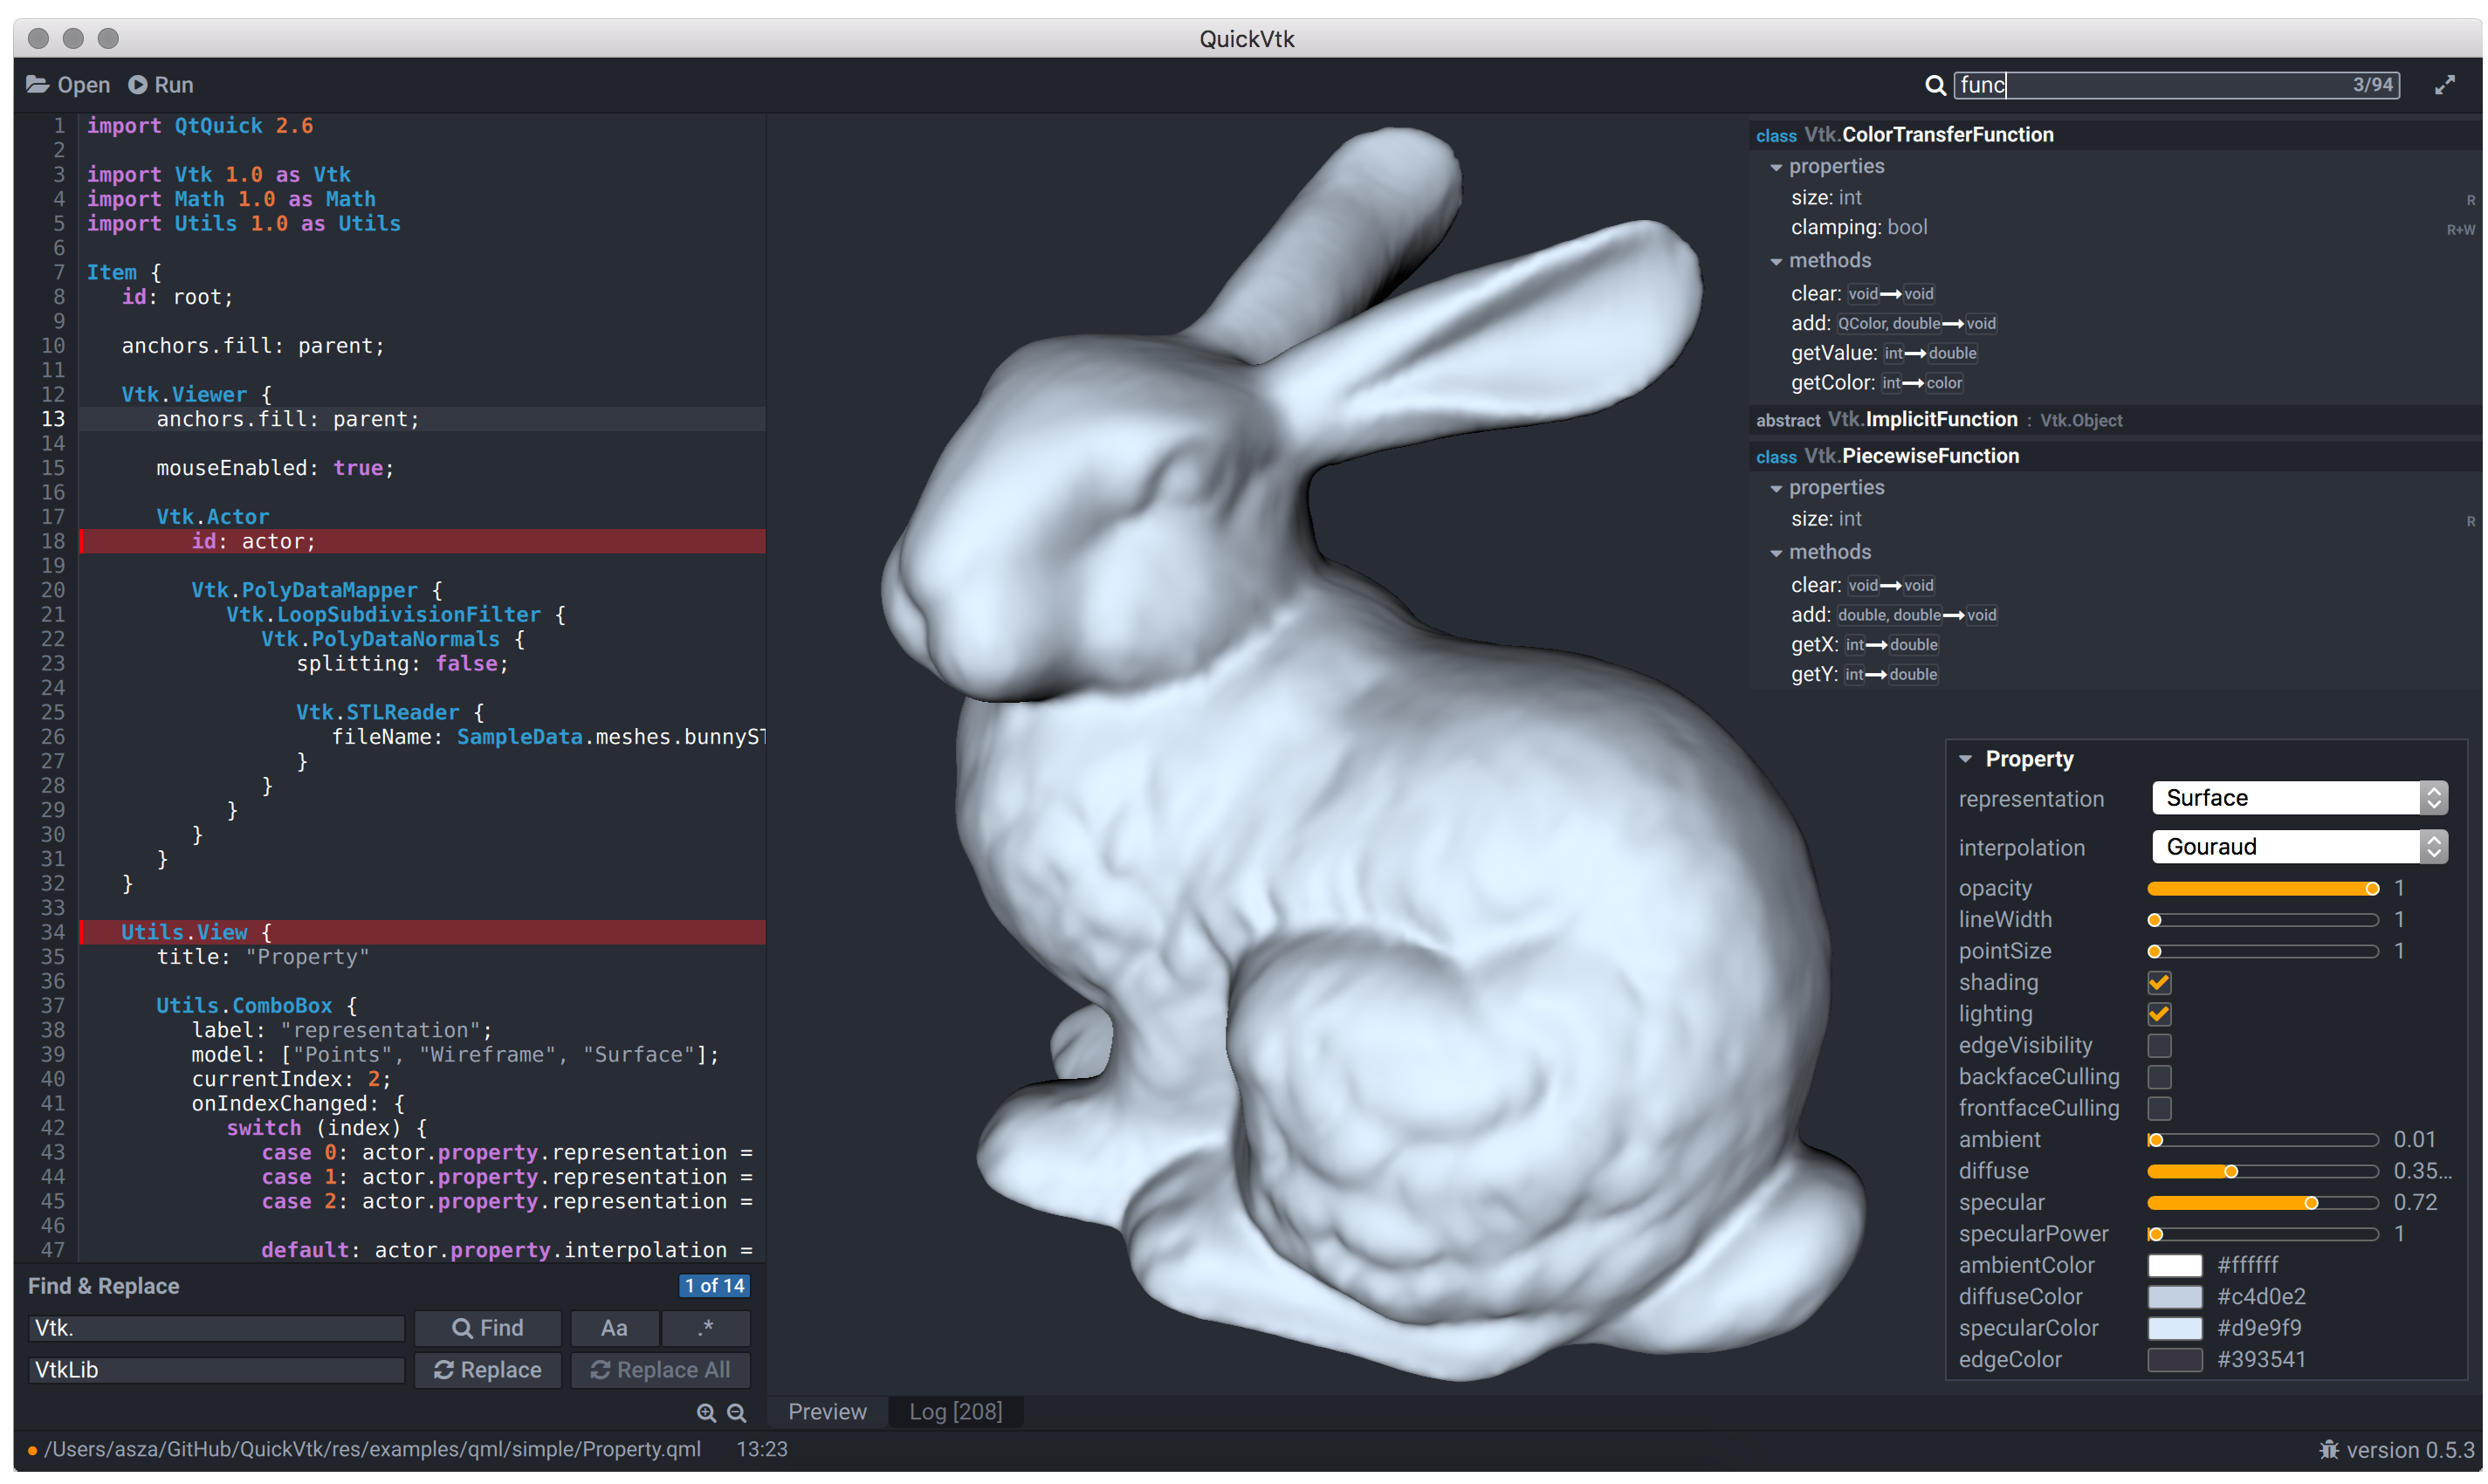 QuickVtk
Open Run func 3/94
1 import QtQuick 2.6
2
3 import Vtk 1.0 as Vtk
4 import Math 1.0 as Math
5 import Utils 1.0 as Utils
6
7 Item {
8 id: root;
9
10 anchors.fill: parent;
11
12 Vtk.Viewer {
13 anchors.fill: parent;
14
15 mouseEnabled: true;
16
17 Vtk.Actor
18 id: actor;
19
20 Vtk.PolyDataMapper {
21 Vtk.LoopSubdivisionFilter {
22 Vtk.PolyDataNormals {
23 splitting: false;
24
25 Vtk.STLReader {
26 fileName: SampleData.meshes.bunnyST
27 }
28 }
29 }
30 }
31 }
32 }
33
34 Utils.View {
35 title: "Property"
36
37 Utils.ComboBox {
38 label: "representation";
39 model: ["Points", "Wireframe", "Surface"];
40 currentIndex: 2;
41 onIndexChanged: {
42 switch (index) {
43 case 0: actor.property.representation =
44 case 1: actor.property.representation =
45 case 2: actor.property.representation =
46
47 default: actor.property.interpolation =
Find & Replace 1 of 14
Vtk. Find Aa .*
VtkLib Replace Replace All
class Vtk.ColorTransferFunction
properties
size: int R
clamping: bool R+W
methods
clear: void→void
add: QColor, double→void
getValue: int→double
getColor: int→color
abstract Vtk.ImplicitFunction : Vtk.Object
class Vtk.PiecewiseFunction
properties
size: int R
methods
clear: void→void
add: double, double→void
getX: int→double
getY: int→double
Property
representation Surface
interpolation Gouraud
opacity 1
lineWidth 1
pointSize 1
shading
lighting
edgeVisibility
backfaceCulling
frontfaceCulling
ambient 0.01
diffuse 0.35...
specular 0.72
specularPower 1
ambientColor #ffffff
diffuseColor #c4d0e2
specularColor #d9e9f9
edgeColor #393541
Preview Log [208]
/Users/asza/GitHub/QuickVtk/res/examples/qml/simple/Property.qml 13:23 version 0.5.3